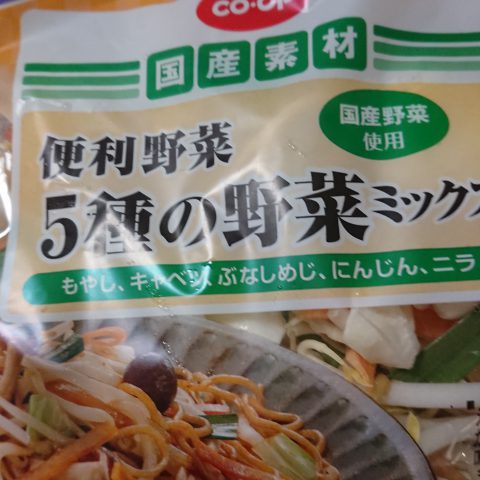 CO・OP
国産素材
国産野菜
使用
便利野菜
5種の野菜ミックス
もやし、キャベツ、ぶなしめじ、にんじん、ニラ